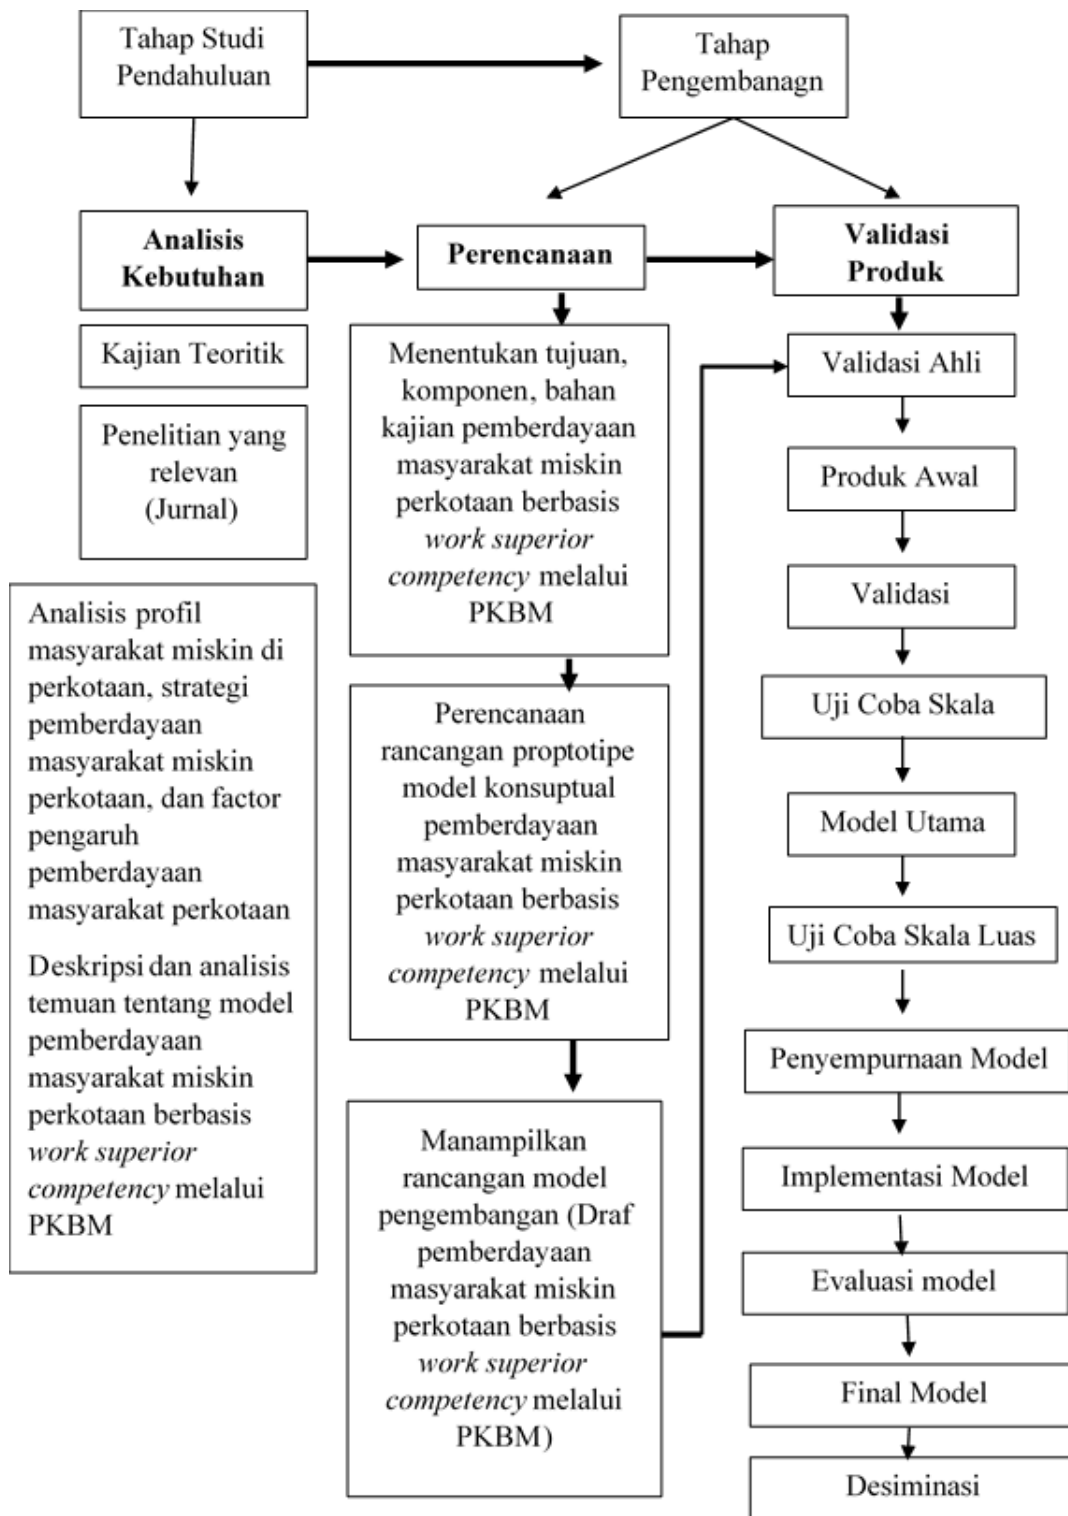 Tahap Studi
Pendahuluan
Tahap
Pengembanagn
Analisis
Kebutuhan
Perencanaan
Validasi
Produk
Kajian Teoritik
Penelitian yang
relevan
(Jurnal)
Analisis profil
masyarakat miskin di
perkotaan, strategi
pemberdayaan
masyarakat miskin
perkotaan, dan factor
pengaruh
pemberdayaan
masyarakat perkotaan
Deskripsi dan analisis
temuan tentang model
pemberdayaan
masyarakat miskin
perkotaan berbasis
work superior
competency melalui
PKBM
Menentukan tujuan,
komponen, bahan
kajian pemberdayaan
masyarakat miskin
perkotaan berbasis
work superior
competency melalui
PKBM
Perencanaan
rancangan proptotipe
model konsuptual
pemberdayaan
masyarakat miskin
perkotaan berbasis
work superior
competency melalui
PKBM
Manampilkan
rancangan model
pengembangan (Draf
pemberdayaan
masyarakat miskin
perkotaan berbasis
work superior
competency melalui
PKBM)
Validasi Ahli
Produk Awal
Validasi
Uji Coba Skala
Model Utama
Uji Coba Skala Luas
Penyempurnaan Model
Implementasi Model
Evaluasi model
Final Model
Desiminasi